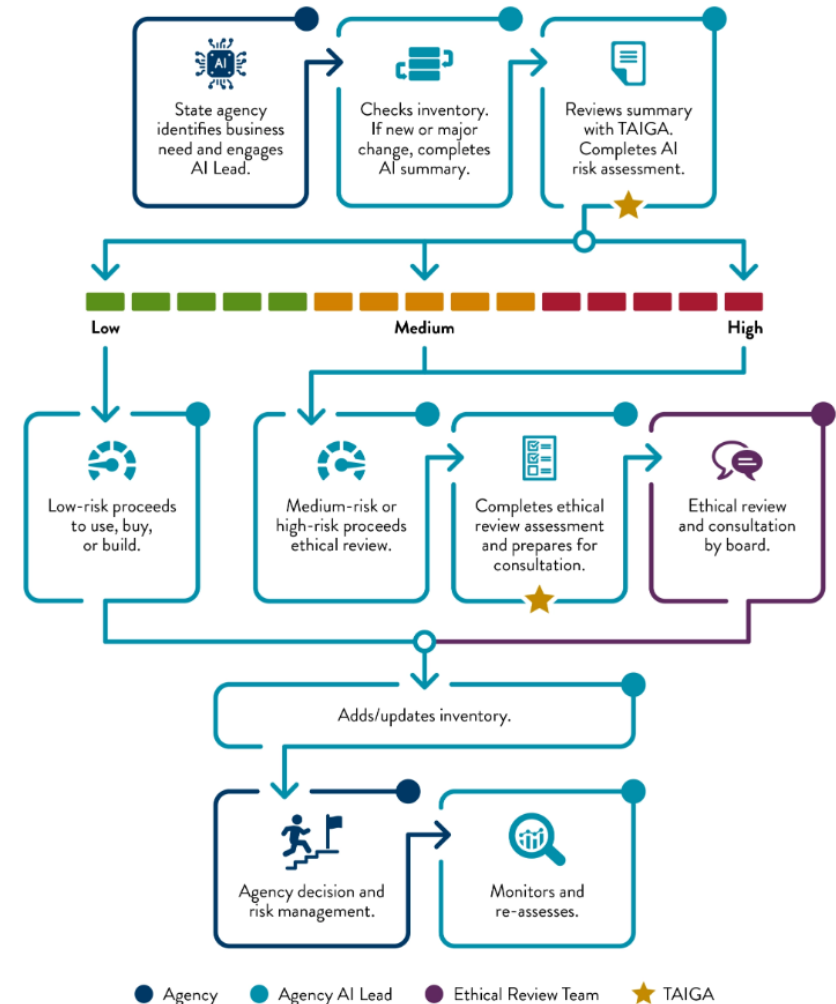 AI
State agency
identifies business
need and engages
AI Lead.
Checks inventory.
If new or major
change, completes
AI summary.
Reviews summary
with TAIGA.
Completes AI
risk assessment.
Low
Medium
High
Low-risk proceeds
to use, buy,
or build.
Medium-risk or
high-risk proceeds
ethical review.
Completes ethical
review assessment
and prepares for
consultation.
Ethical review
and consultation
by board.
Adds/updates inventory.
Agency decision and
risk management.
Monitors and
re-assesses.
Agency
Agency AI Lead
Ethical Review Team
TAIGA